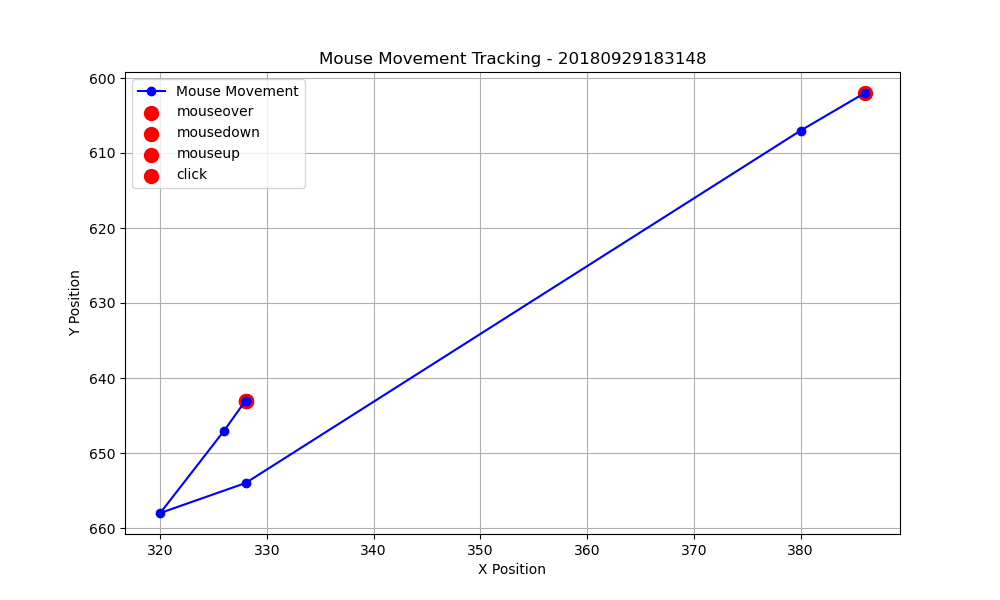 Mouse Movement Tracking - 20180929183148
Mouse Movement
mouseover
mousedown
mouseup
click
600
610
620
630
640
650
660
Y Position
320 330 340 350 360 370 380
X Position